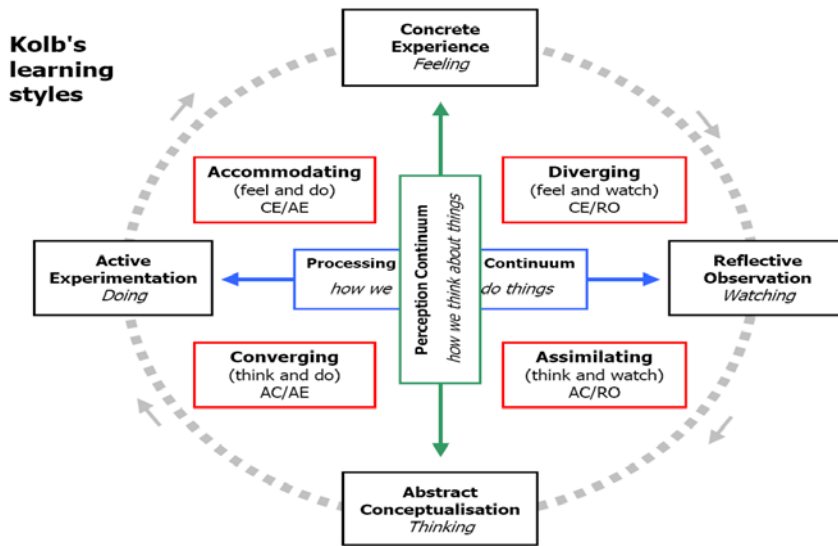 Kolb's
learning
styles
Concrete
Experience
Feeling
Accommodating
(feel and do)
CE/AE
Diverging
(feel and watch)
CE/RO
Active
Experimentation
Doing
Processing Continuum
how we do things
Perception Continuum
how we think about things
Reflective
Observation
Watching
Converging
(think and do)
AC/AE
Assimilating
(think and watch)
AC/RO
Abstract
Conceptualisation
Thinking